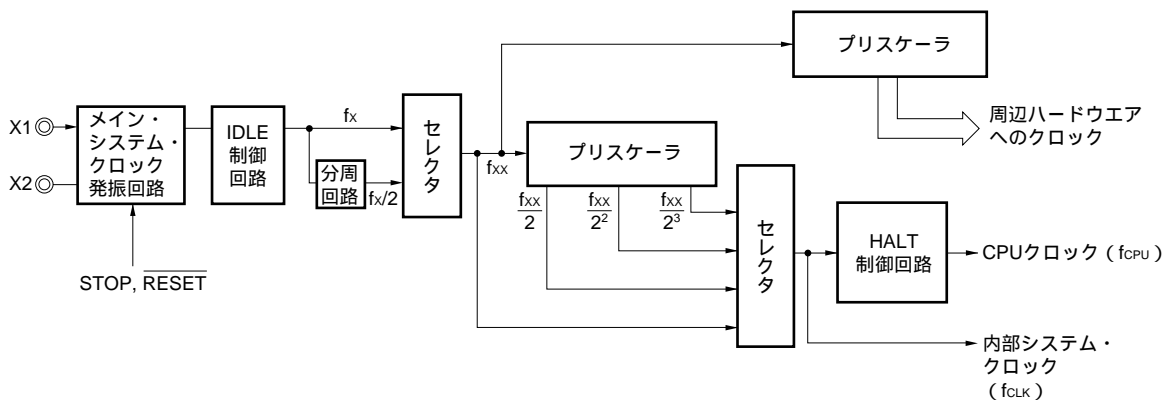 プリスケーラ
周辺ハードウエア
へのクロック
X1
X2
メイン・
システム・
クロック
発振回路
IDLE
制御
回路
fX
分周
回路
fX/2
セレクタ
fXX
プリスケーラ
fXX
2
fXX
2²
fXX
2³
STOP, R̅E̅S̅E̅T̅
セレクタ
HALT
制御回路
CPUクロック（fCPU）
内部システム・
クロック
（fCLK）